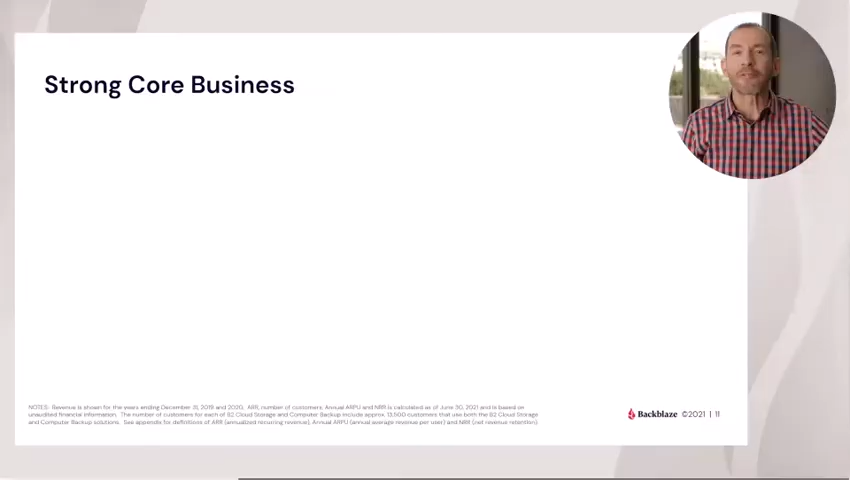 Strong Core Business
NOTES: Revenue is shown for the years ending December 31, 2019 and 2020; ARR, number of customers, Annual ARPU and NRR is calculated as of June 30, 2021 and is based on
unaudited financial information. The number of customers for each of B2 Cloud Storage and Computer Backup include approx. 13,500 customers that use both the B2 Cloud Storage
and Computer Backup solutions. See appendix for definitions of ARR (annualized recurring revenue), Annual ARPU (annual average revenue per user) and NRR (net revenue retention).
Backblaze ©2021 | 11